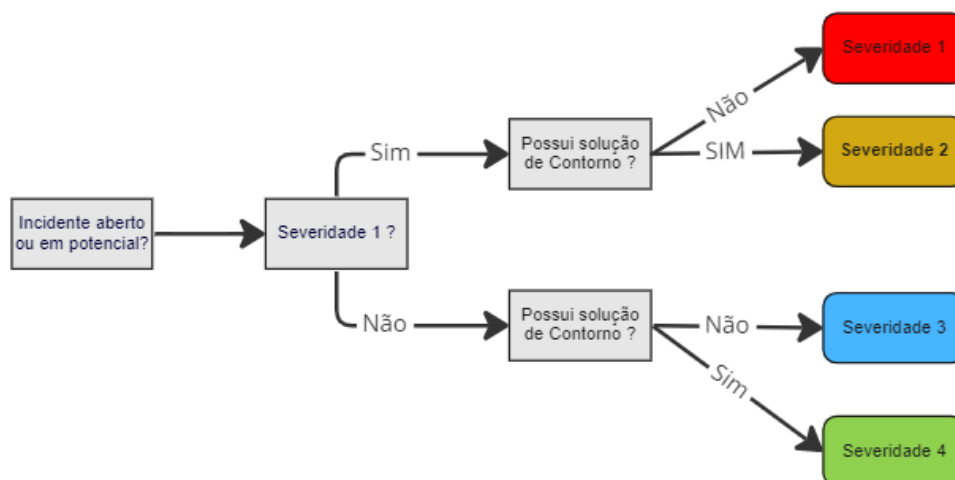 Severidade 1
Não
Sim
Possui solução
de Contorno ?
SIM
Severidade 2
Incidente aberto
ou em potencial?
Severidade 1 ?
Possui solução
de Contorno ?
Não
Não
Severidade 3
Sim
Severidade 4